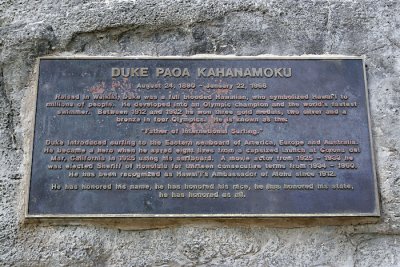 DUKE PAOA KAHANAMOKU
August 24, 1890 - January 22, 1968
Raised in Waikiki, Duke was a full blooded Hawaiian, who symbolized Hawai'i to
millions of people. He developed into an Olympic champion and the world's fastest
swimmer. Between 1912 and 1932 he won three gold medals, two silver and a
bronze in four Olympics. He is known as the
"Father of International Surfing."
Duke introduced surfing to the Eastern seaboard of America, Europe and Australia.
He became a hero when he saved eight lives from a capsized launch at Corona del
Mar, California in 1925 using his surfboard. A movie actor from 1925 - 1933 he
was elected Sheriff of Honolulu for thirteen consecutive terms from 1934 - 1960.
He has been recognized as Hawai'i's Ambassador of Aloha since 1912.
He has honored his name, he has honored his race, he has honored his state,
he has honored us all.